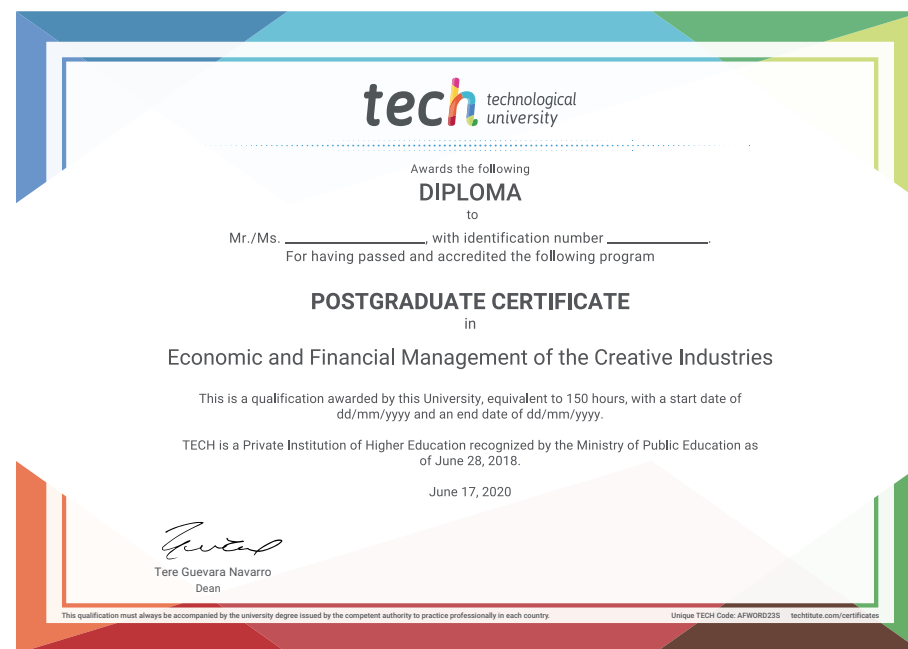 tech technological
university
Awards the following
DIPLOMA
to
Mr./Ms. ____________________, with identification number ______________.
For having passed and accredited the following program
POSTGRADUATE CERTIFICATE
in
Economic and Financial Management of the Creative Industries
This is a qualification awarded by this University, equivalent to 150 hours, with a start date of
dd/mm/yyyy and an end date of dd/mm/yyyy.
TECH is a Private Institution of Higher Education recognized by the Ministry of Public Education as
of June 28, 2018.
June 17, 2020
Tere Guevara Navarro
Dean
This qualification must always be accompanied by the university degree issued by the competent authority to practice professionally in each country. Unique TECH Code: AFWORD23S techtitute.com/certificates